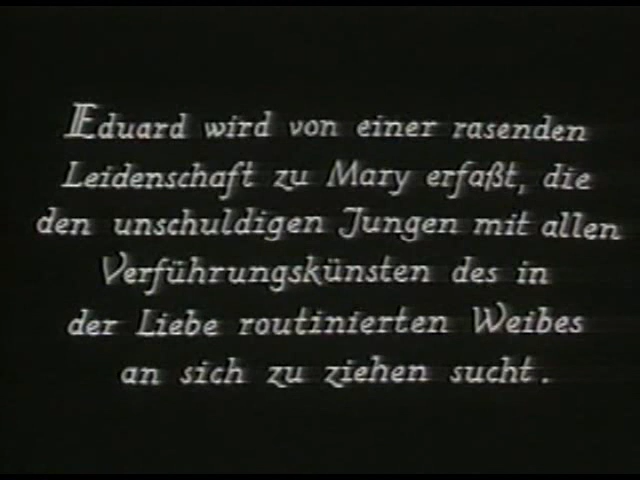 Eduard wird von einer rasenden
Leidenschaft zu Mary erfaßt, die
den unschuldigen Jungen mit allen
Verführungskünsten des in
der Liebe routinierten Weibes
an sich zu ziehen sucht.